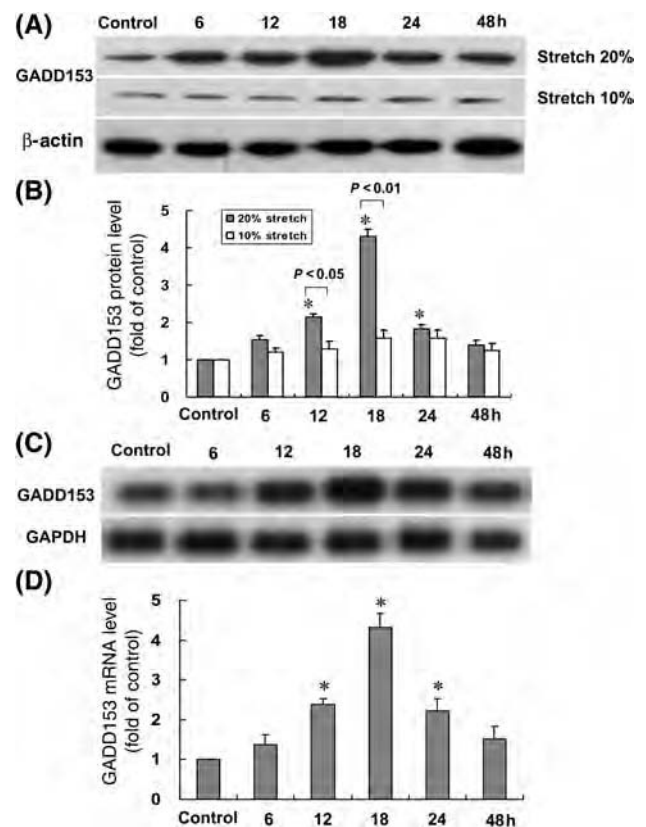 (A)
Control 6 12 18 24 48h
GADD153
Stretch 20%
Stretch 10%
β-actin
(B)
GADD153 protein level
(fold of control)
5
4
3
2
1
0
20% stretch
10% stretch
P < 0.05
P < 0.01
*
*
*
Control 6 12 18 24 48h
(C)
Control 6 12 18 24 48h
GADD153
GAPDH
(D)
GADD153 mRNA level
(fold of control)
5
4
3
2
1
0
*
*
*
Control 6 12 18 24 48h